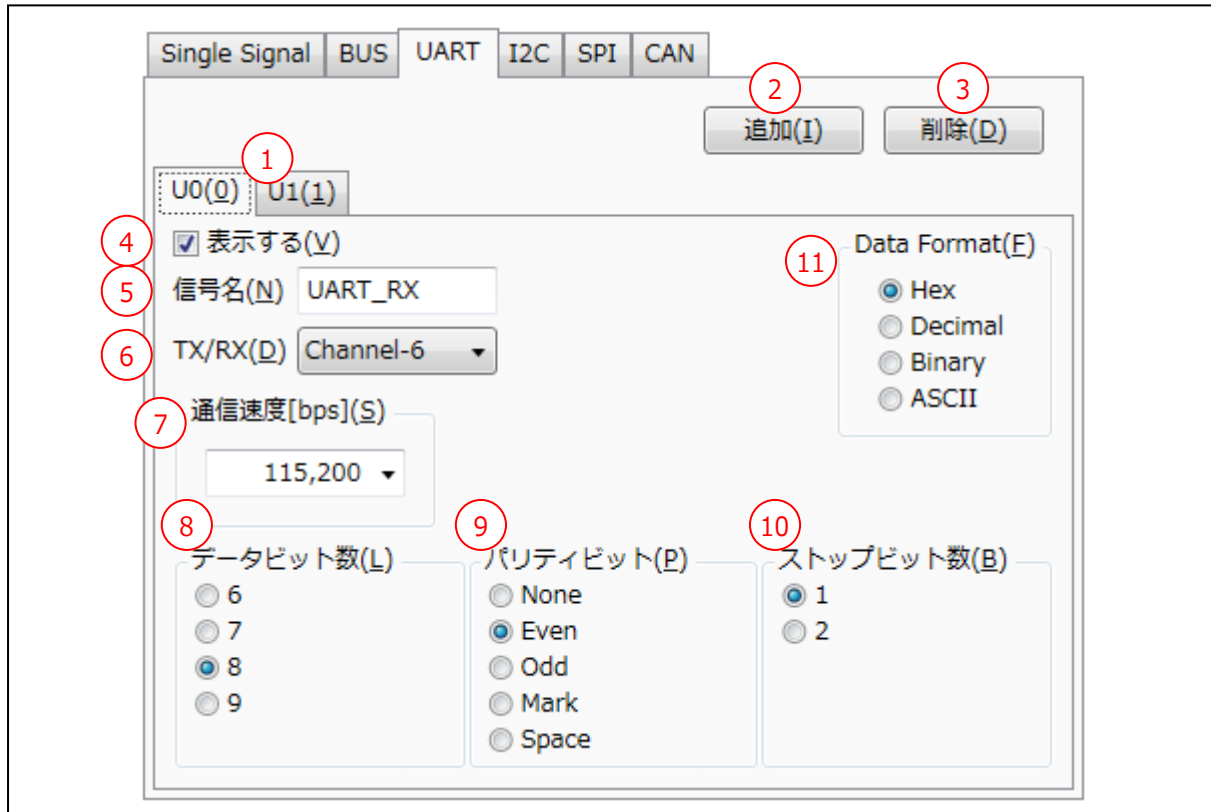 Single Signal BUS UART I2C SPI CAN
2 3
追加(I) 削除(D)
1
U0(0) U1(1)
4 表示する(V) 11 Data Format(F)
5 信号名(N) UART_RX Hex
Decimal
6 TX/RX(D) Channel-6 Binary
ASCII
7 通信速度[bps](S)
115,200
8 9 10
データビット数(L) パリティビット(P) ストップビット数(B)
6 None 1
7 Even 2
8 Odd
9 Mark
Space